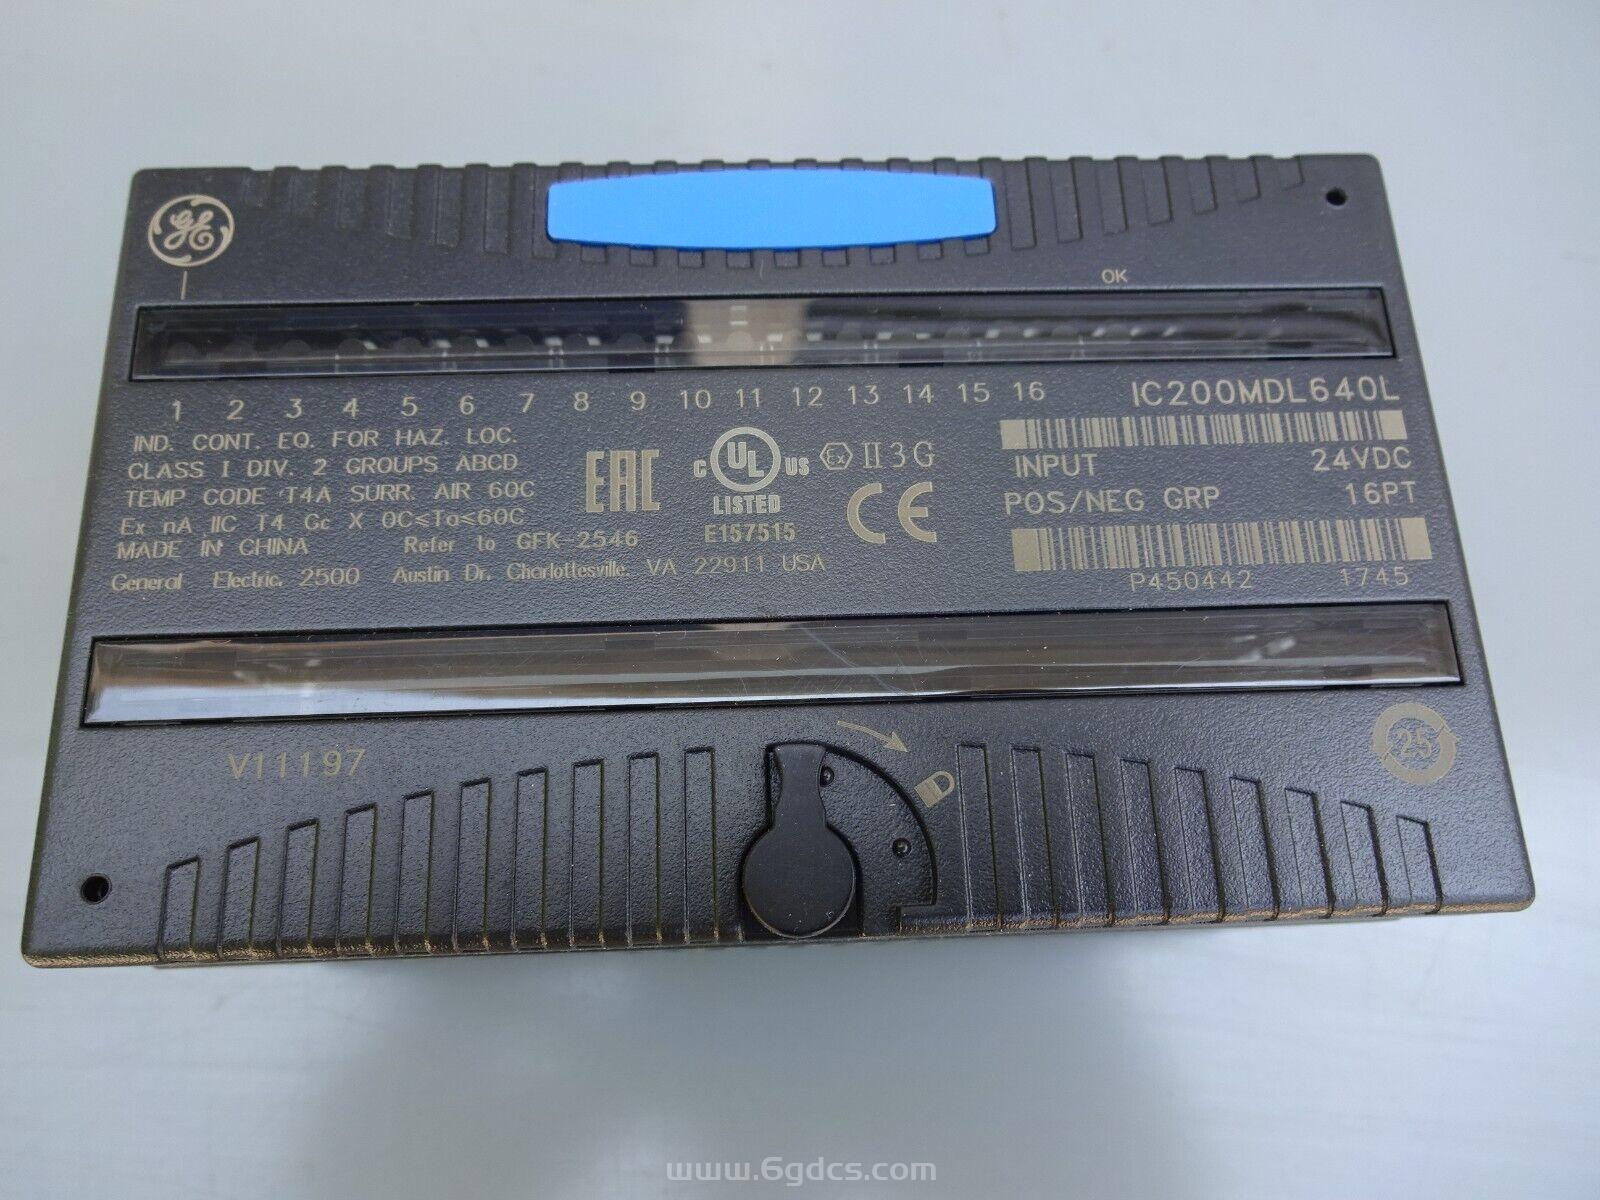 GE
OK
1 2 3 4 5 6 7 8 9 10 11 12 13 14 15 16
IC200MDL640L
IND. CONT. EQ. FOR HAZ. LOC.
CLASS I DIV. 2 GROUPS ABCD
TEMP CODE T4A SURR. AIR 60C
Ex nA IIC T4 Gc X 0C≤Ta≤60C
MADE IN CHINA Refer to GFK-2546
General Electric. 2500 Austin Dr. Charlottesville. VA 22911 USA
EAC
C UL US
LISTED
E157515
Ex II 3 G
CE
INPUT 24VDC
POS/NEG GRP 16PT
P450442 1745
VI1197
25
www.6gdcs.com